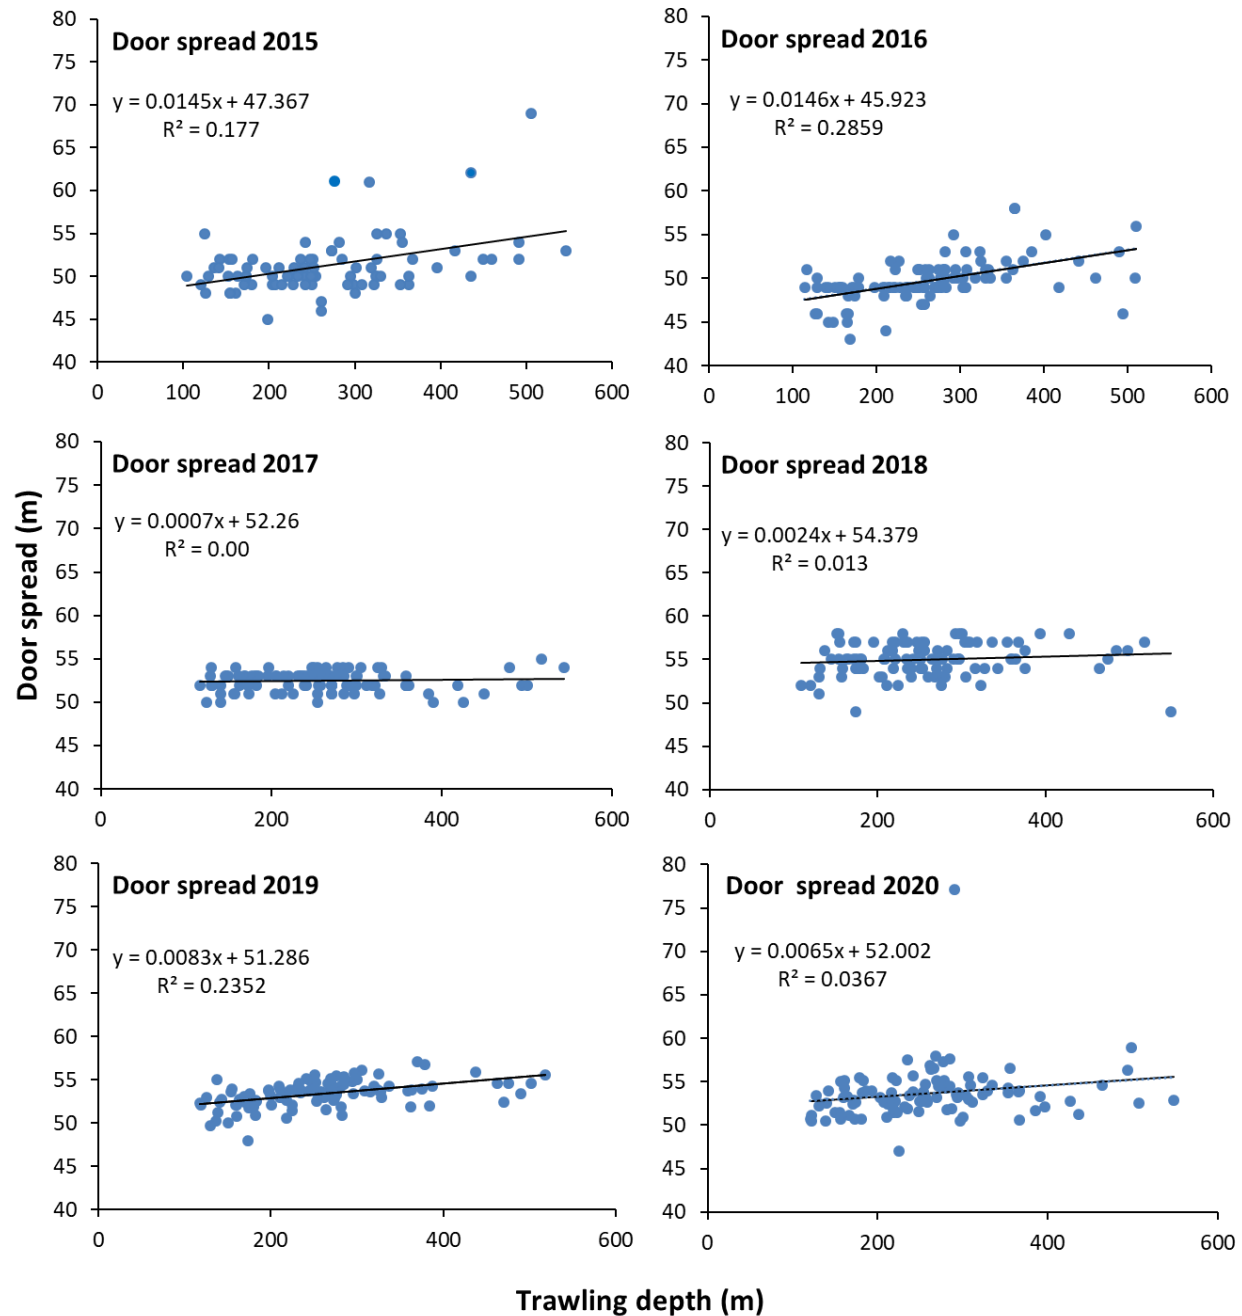 Door spread 2015
y = 0.0145x + 47.367
R² = 0.177
80
75
70
65
60
55
50
45
40
0 100 200 300 400 500 600
Door spread 2016
y = 0.0146x + 45.923
R² = 0.2859
80
75
70
65
60
55
50
45
40
0 100 200 300 400 500 600
Door spread (m)
Door spread 2017
y = 0.0007x + 52.26
R² = 0.00
80
75
70
65
60
55
50
45
40
0 200 400 600
Door spread 2018
y = 0.0024x + 54.379
R² = 0.013
80
75
70
65
60
55
50
45
40
0 200 400 600
Door spread 2019
y = 0.0083x + 51.286
R² = 0.2352
80
75
70
65
60
55
50
45
40
0 200 400 600
Door  spread 2020
y = 0.0065x + 52.002
R² = 0.0367
80
75
70
65
60
55
50
45
40
0 200 400 600
Trawling depth (m)